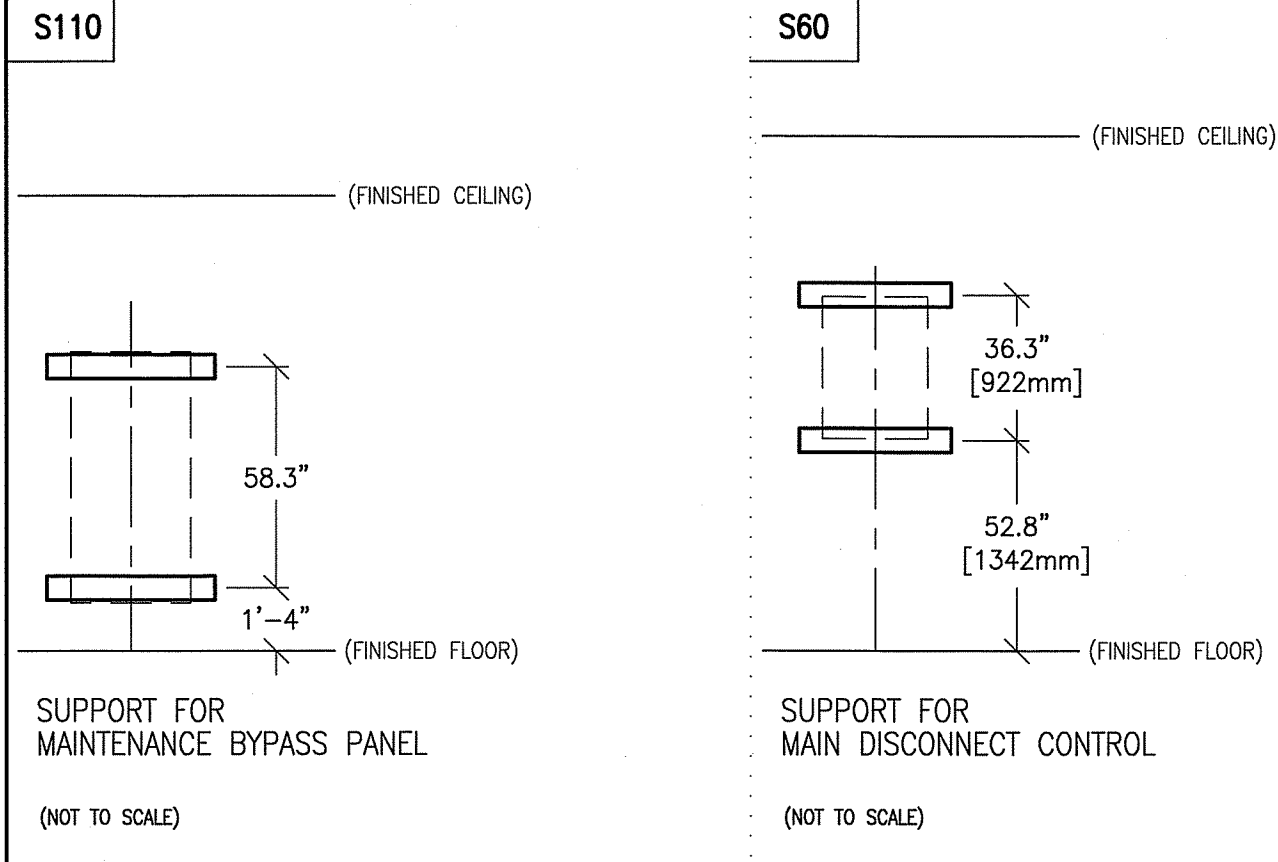 S110
(FINISHED CEILING)
58.3"
1'-4"
(FINISHED FLOOR)
SUPPORT FOR
MAINTENANCE BYPASS PANEL
(NOT TO SCALE)
S60
(FINISHED CEILING)
36.3"
[922mm]
52.8"
[1342mm]
(FINISHED FLOOR)
SUPPORT FOR
MAIN DISCONNECT CONTROL
(NOT TO SCALE)